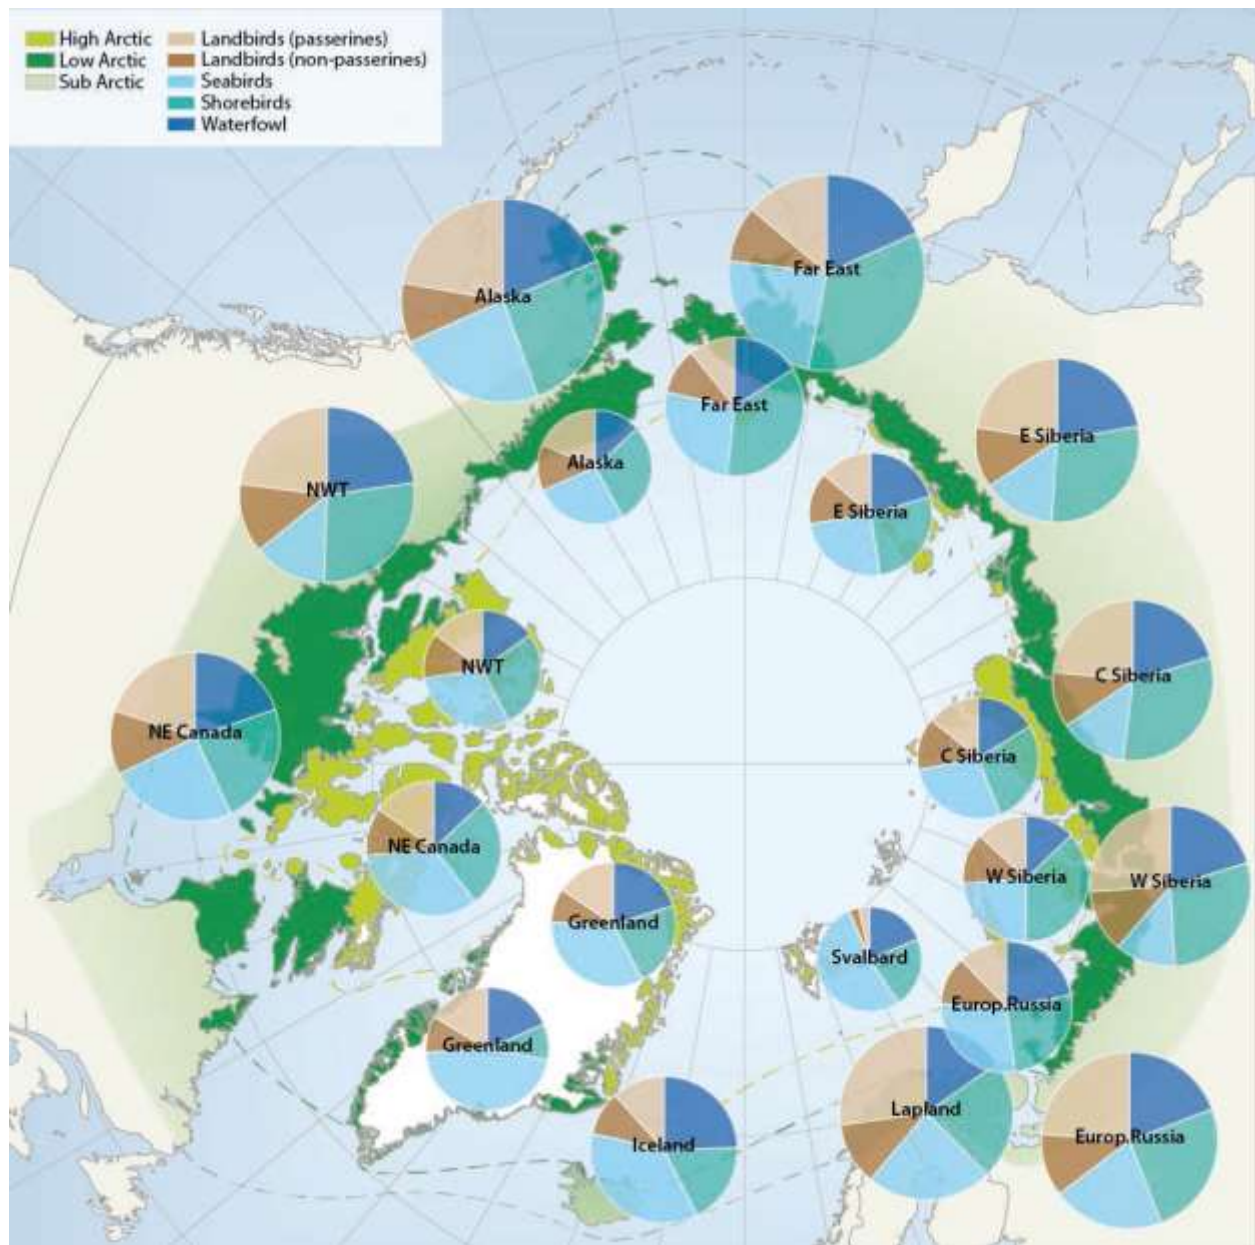 High Arctic
Low Arctic
Sub Arctic
Landbirds (passerines)
Landbirds (non-passerines)
Seabirds
Shorebirds
Waterfowl
Alaska
Far East
Far East
Alaska
E Siberia
E Siberia
NWT
NWT
C Siberia
C Siberia
NE Canada
NE Canada
W Siberia
W Siberia
Greenland
Svalbard
Europ.Russia
Greenland
Lapland
Europ.Russia
Iceland